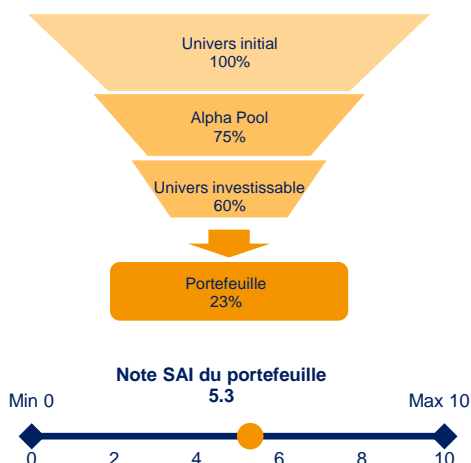 Univers initial
100%
Alpha Pool
75%
Univers investissable
60%
Portefeuille
23%
Note SAI du portefeuille
5.3
Min 0
Max 10
0 2 4 6 8 10